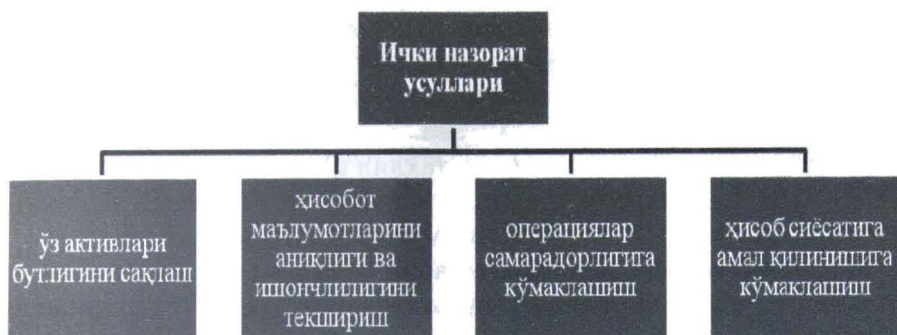 Ички назорат
усуллари
ўз активлари
бутлигини сақлаш
ҳисобот
маълумотларини
аниқлиги ва
ишончлилигини
текшириш
операциялар
самарадорлигига
кўмаклашиш
ҳисоб сиёсатига
амал қилинишига
кўмаклашиш